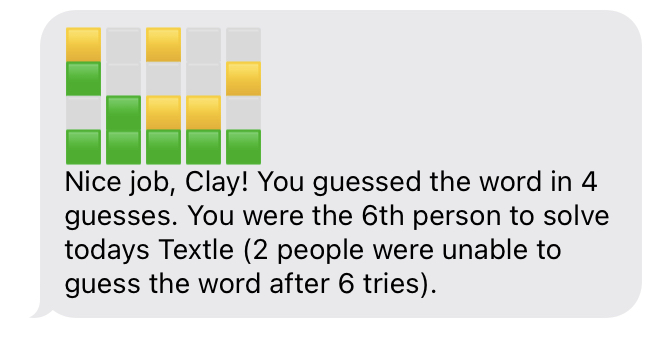 Nice job, Clay! You guessed the word in 4
guesses. You were the 6th person to solve
todays Textle (2 people were unable to
guess the word after 6 tries).